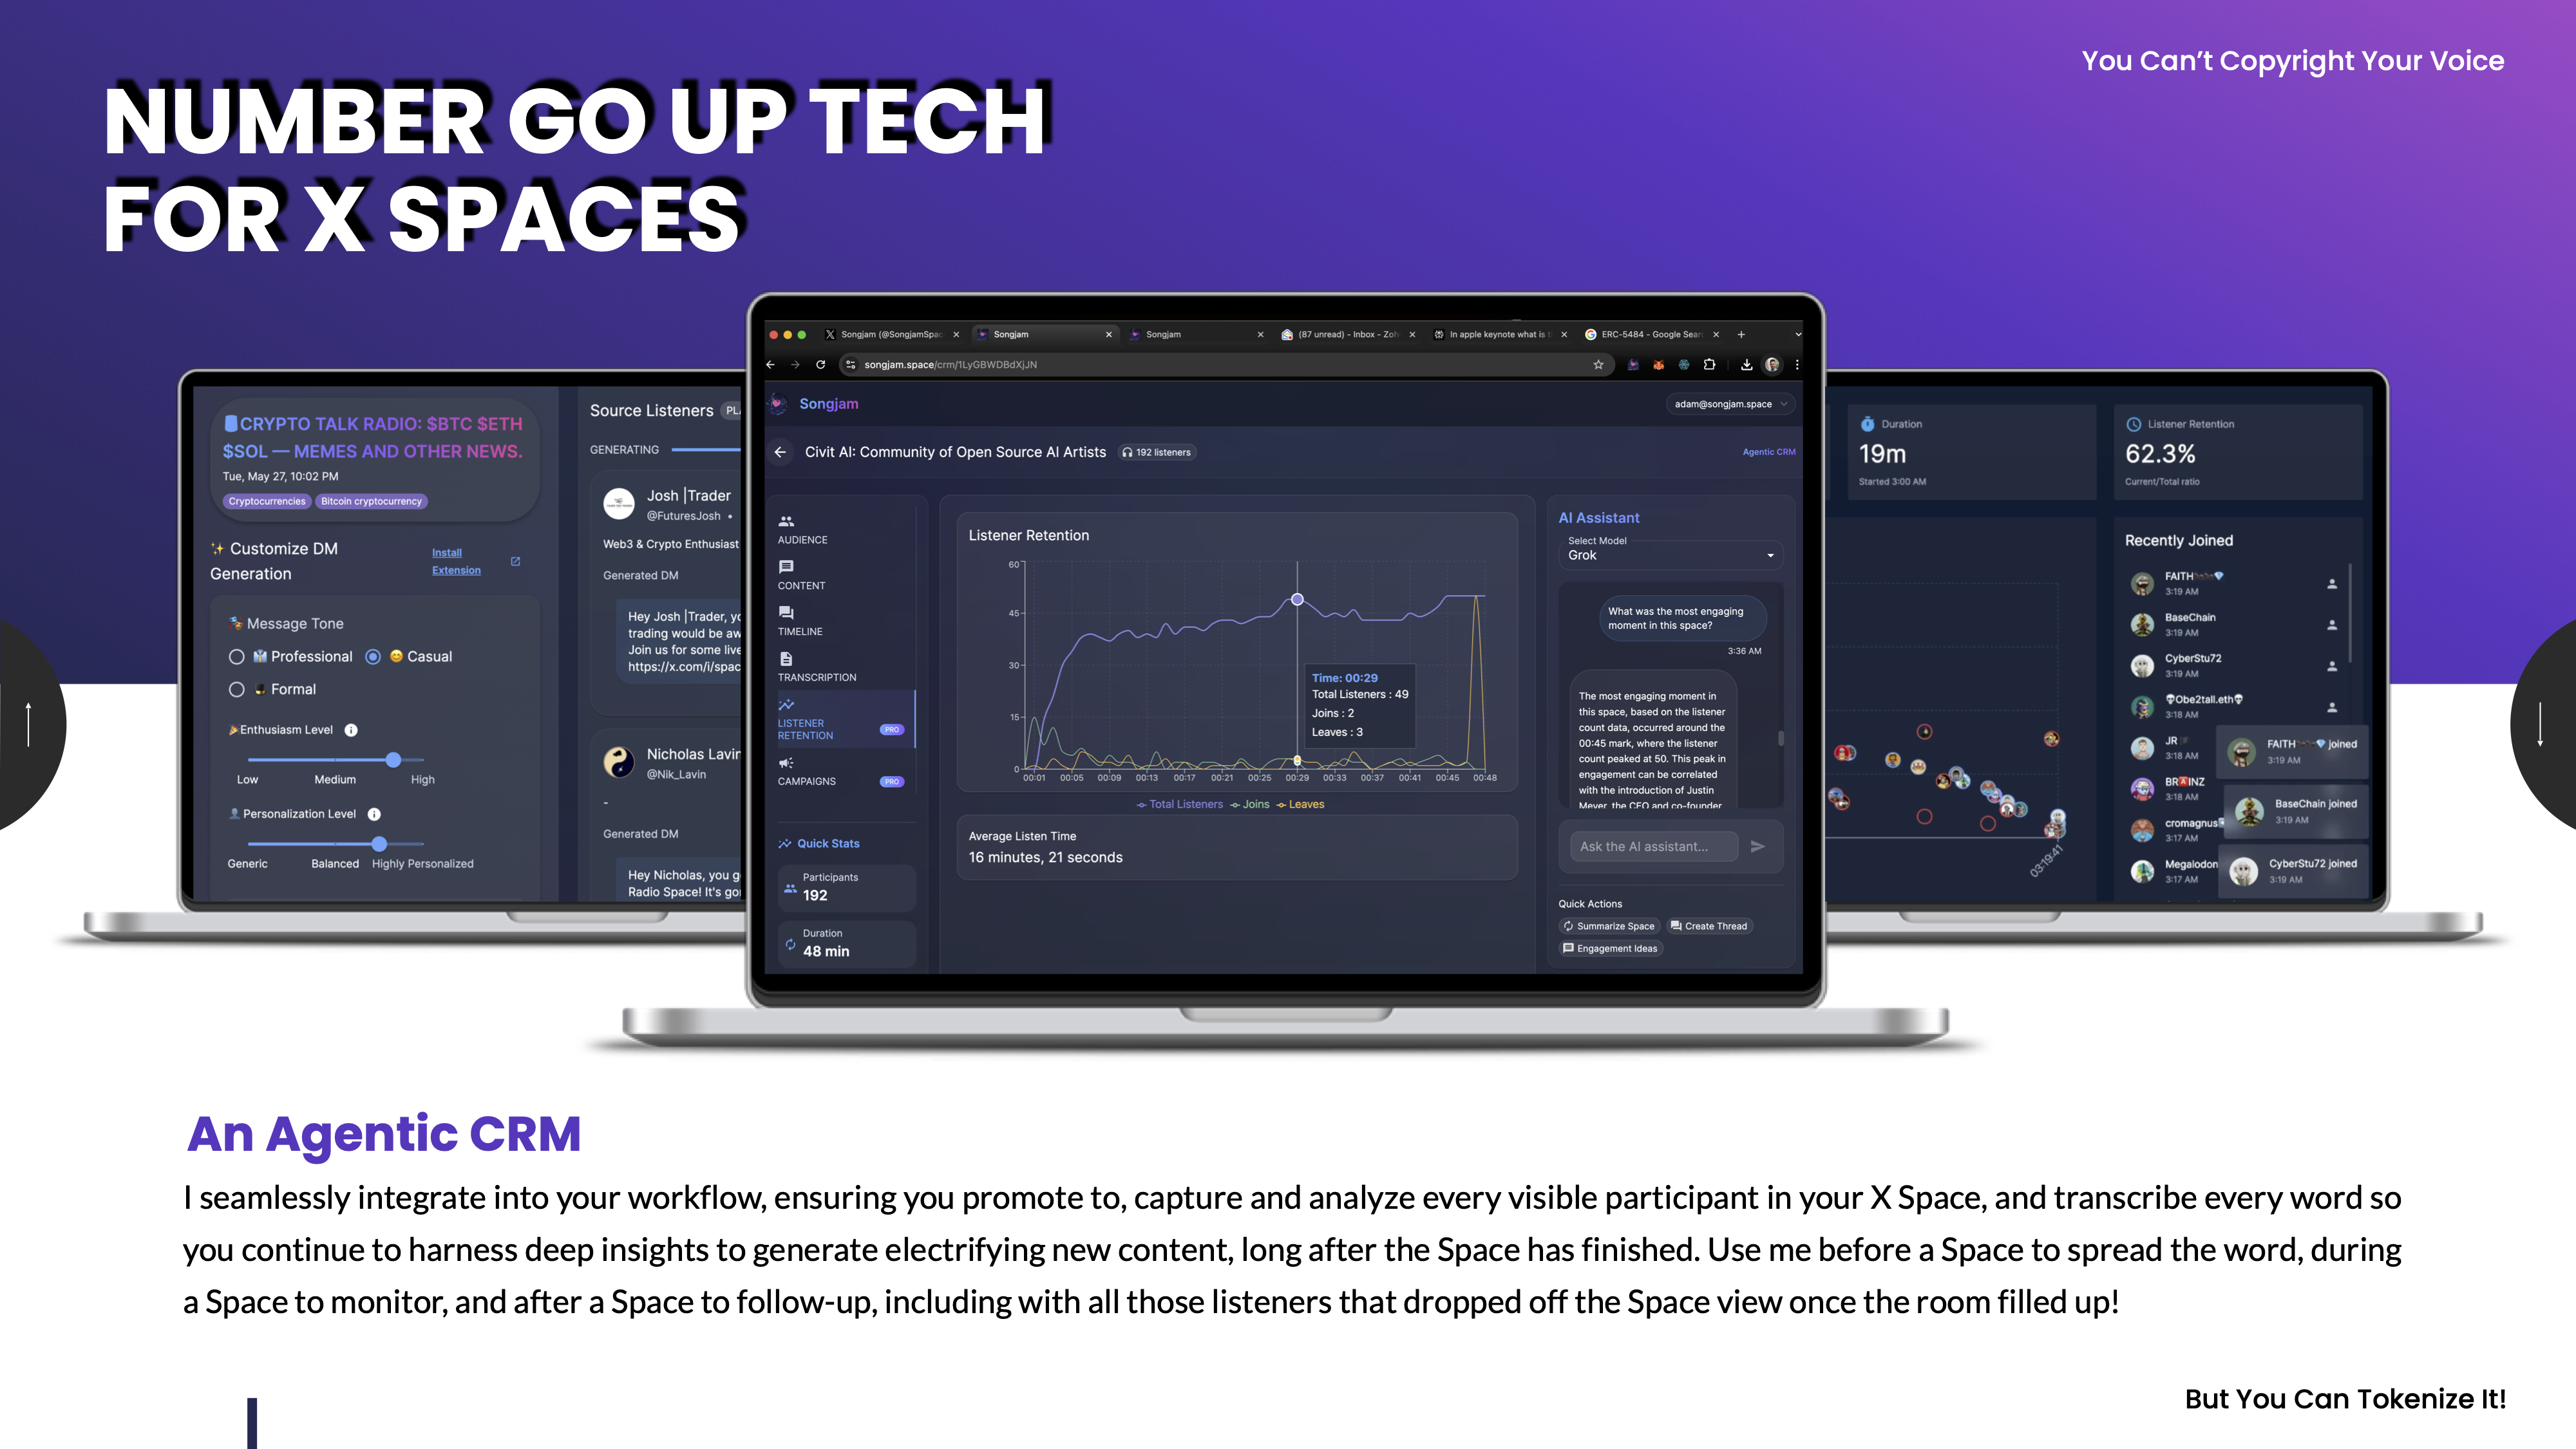 You Can't Copyright Your Voice
NUMBER GO UP TECH
FOR X SPACES
CRYPTO TALK RADIO: $BTC $ETH
$SOL — MEMES AND OTHER NEWS.
Tue, May 27, 10:02 PM
Cryptocurrencies
Bitcoin cryptocurrency
✨ Customize DM
Generation
Install
Extension
Message Tone
Professional
😊 Casual
Formal
Enthusiasm Level
Low Medium High
Personalization Level
Generic Balanced Highly Personalized
Source Listeners
GENERATING
Josh |Trader
@FuturesJosh •
Web3 & Crypto Enthusiast
Generated DM
Hey Josh |Trader, yo
trading would be aw
Join us for some live
https://x.com/i/spac
Nicholas Lavin
@Nik_Lavin
-
Generated DM
Hey Nicholas, you g
Radio Space! It's go
Songjam (@SongjamSpac
Songjam
Songjam
(87 unread) - Inbox - Zoh
In apple keynote what is
ERC-5484 - Google Sear
songjam.space/crm/1LyGBWDBdXjJN
Songjam
adam@songjam.space
Civit AI: Community of Open Source AI Artists
192 listeners
Agentic CRM
AUDIENCE
CONTENT
TIMELINE
TRANSCRIPTION
LISTENER
RETENTION
PRO
CAMPAIGNS
PRO
Quick Stats
Participants
192
Duration
48 min
Listener Retention
60
45
30
15
0
00:01 00:05 00:09 00:13 00:17 00:21 00:25 00:29 00:33 00:37 00:41 00:45 00:48
Time: 00:29
Total Listeners : 49
Joins : 2
Leaves : 3
Total Listeners Joins Leaves
Average Listen Time
16 minutes, 21 seconds
AI Assistant
Select Model
Grok
What was the most engaging
moment in this space?
3:36 AM
The most engaging moment in
this space, based on the listener
count data, occurred around the
00:45 mark, where the listener
count peaked at 50. This peak in
engagement can be correlated
with the introduction of Justin
Meyer, the CEO and co-founder
Ask the AI assistant...
Quick Actions
Summarize Space
Create Thread
Engagement Ideas
Duration
19m
Started 3:00 AM
Listener Retention
62.3%
Current/Total ratio
03:19:41
Recently Joined
FAITH
3:19 AM
BaseChain
3:19 AM
CyberStu72
3:19 AM
💀Obe2tall.eth💀
3:18 AM
JR
3:18 AM
BR🅰INZ
3:18 AM
cromagnus
3:17 AM
Megalodon
3:17 AM
FAITH 💎 joined
3:19 AM
BaseChain joined
3:19 AM
CyberStu72 joined
3:19 AM
An Agentic CRM
I seamlessly integrate into your workflow, ensuring you promote to, capture and analyze every visible participant in your X Space, and transcribe every word so
you continue to harness deep insights to generate electrifying new content, long after the Space has finished. Use me before a Space to spread the word, during
a Space to monitor, and after a Space to follow-up, including with all those listeners that dropped off the Space view once the room filled up!
But You Can Tokenize It!